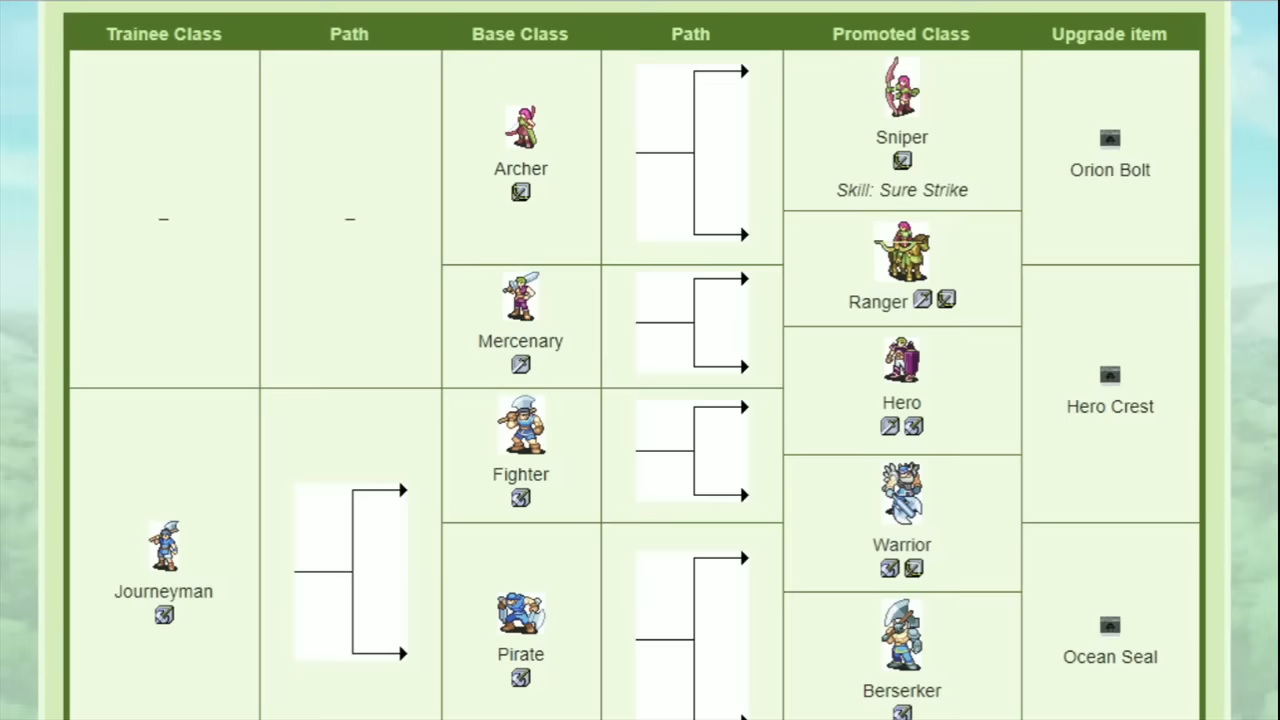 Trainee Class Path Base Class Path Promoted Class Upgrade item
– –
Archer
Sniper
Skill: Sure Strike
Orion Bolt
Ranger
Mercenary
Hero
Hero Crest
Fighter
Warrior
Journeyman
Pirate
Berserker
Ocean Seal